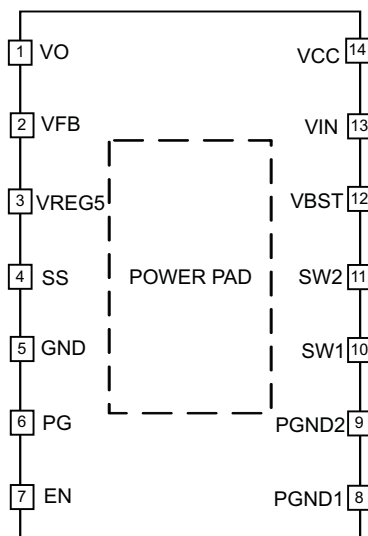 1 VO
VCC 14
2 VFB
VIN 13
3 VREG5
VBST 12
4 SS
POWER PAD
SW2 11
5 GND
SW1 10
6 PG
PGND2 9
7 EN
PGND1 8